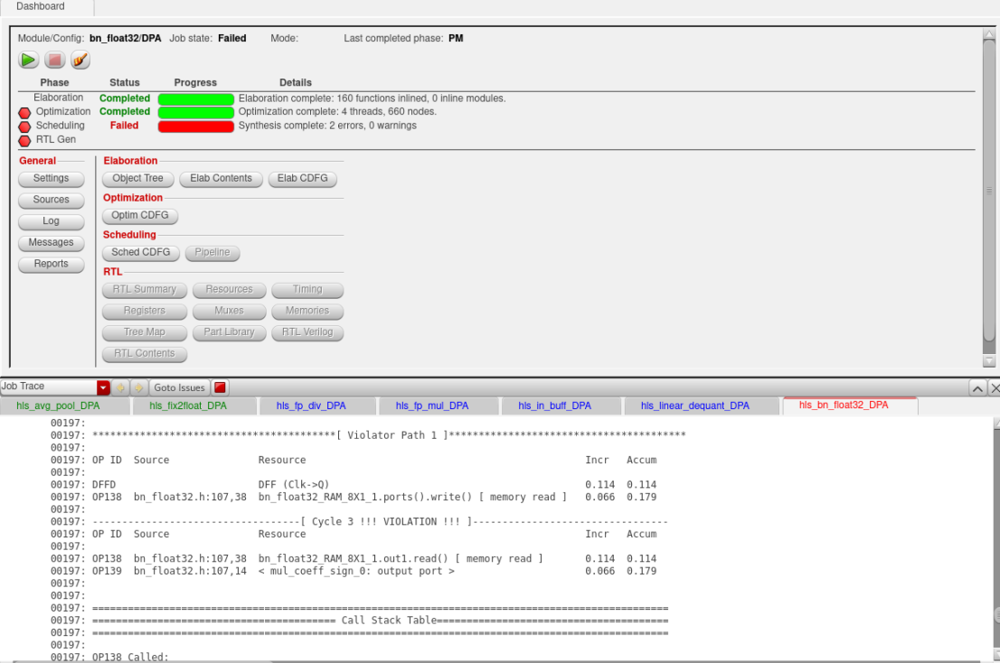 Dashboard
Module/Config: bn_float32/DPA Job state: Failed Mode: Last completed phase: PM
Phase Status Progress Details
Elaboration Completed Elaboration complete: 160 functions inlined, 0 inline modules.
Optimization Completed Optimization complete: 4 threads, 660 nodes.
Scheduling Failed Synthesis complete: 2 errors, 0 warnings
RTL Gen
General
Settings
Sources
Log
Messages
Reports
Elaboration
Object Tree Elab Contents Elab CDFG
Optimization
Optim CDFG
Scheduling
Sched CDFG Pipeline
RTL
RTL Summary Resources Timing
Registers Muxes Memories
Tree Map Part Library RTL Verilog
RTL Contents
Job Trace Goto Issues
hls_avg_pool_DPA hls_fix2float_DPA hls_fp_div_DPA hls_fp_mul_DPA hls_in_buff_DPA hls_linear_dequant_DPA hls_bn_float32_DPA
00197:
00197: *****************************************[ Violator Path 1 ]****************************************
00197:
00197: OP ID Source Resource Incr Accum
00197:
00197: DFFD DFF (Clk->Q) 0.114 0.114
00197: OP138 bn_float32.h:107,38 bn_float32_RAM_8X1_1.ports().write() [ memory read ] 0.066 0.179
00197:
00197: -----------------------------------[ Cycle 3 !!! VIOLATION !!! ]---------------------------------
00197: OP ID Source Resource Incr Accum
00197:
00197: OP138 bn_float32.h:107,38 bn_float32_RAM_8X1_1.out1.read() [ memory read ] 0.114 0.114
00197: OP139 bn_float32.h:107,14 < mul_coeff_sign_0: output port > 0.066 0.179
00197:
00197:
00197: =================================================================================================
00197: ========================================= Call Stack Table=======================================
00197: =================================================================================================
00197:
00197: OP138 Called: